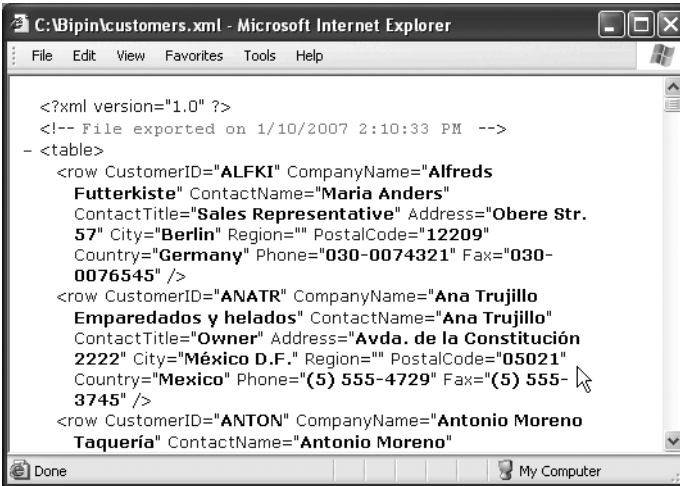 C:\Bipin\customers.xml - Microsoft Internet Explorer
File Edit View Favorites Tools Help
<?xml version="1.0" ?>
<!-- File exported on 1/10/2007 2:10:33 PM -->
- <table>
<row CustomerID="ALFKI" CompanyName="Alfreds
Futterkiste" ContactName="Maria Anders"
ContactTitle="Sales Representative" Address="Obere Str.
57" City="Berlin" Region="" PostalCode="12209"
Country="Germany" Phone="030-0074321" Fax="030-
0076545" />
<row CustomerID="ANATR" CompanyName="Ana Trujillo
Emparedados y helados" ContactName="Ana Trujillo"
ContactTitle="Owner" Address="Avda. de la Constitución
2222" City="México D.F." Region="" PostalCode="05021"
Country="Mexico" Phone="(5) 555-4729" Fax="(5) 555-
3745" />
<row CustomerID="ANTON" CompanyName="Antonio Moreno
Taquería" ContactName="Antonio Moreno"
Done My Computer